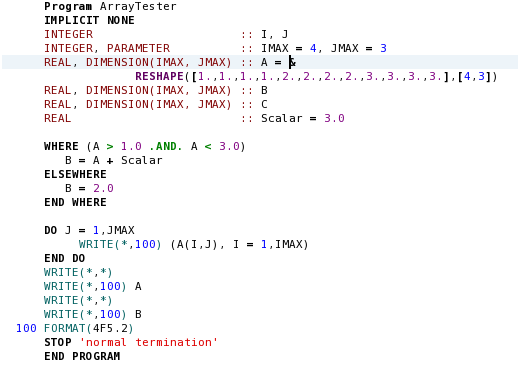 Program ArrayTester
IMPLICIT NONE
INTEGER :: I, J
INTEGER, PARAMETER :: IMAX = 4, JMAX = 3
REAL, DIMENSION(IMAX, JMAX) :: A = &
RESHAPE([1.,1.,1.,1.,2.,2.,2.,2.,3.,3.,3.,3.],[4,3])
REAL, DIMENSION(IMAX, JMAX) :: B
REAL, DIMENSION(IMAX, JMAX) :: C
REAL :: Scalar = 3.0
WHERE (A > 1.0 .AND. A < 3.0)
B = A + Scalar
ELSEWHERE
B = 2.0
END WHERE
DO J = 1,JMAX
WRITE(*,100) (A(I,J), I = 1,IMAX)
END DO
WRITE(*,*)
WRITE(*,100) A
WRITE(*,*)
WRITE(*,100) B
100 FORMAT(4F5.2)
STOP 'normal termination'
END PROGRAM